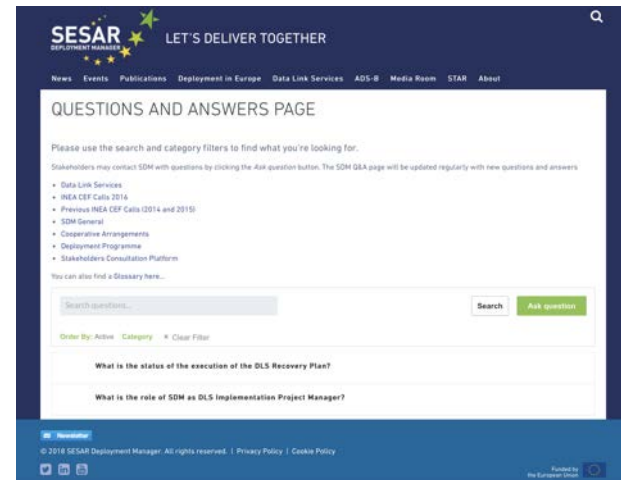 SESAR
DEPLOYMENT MANAGER
LET'S DELIVER TOGETHER
News Events Publications Deployment in Europe Data Link Services ADS-B Media Room STAR About
QUESTIONS AND ANSWERS PAGE
Please use the search and category filters to find what you're looking for.
Stakeholders may contact SDM with questions by clicking the Ask question button. The SDM Q&A page will be updated regularly with new questions and answers
• Data Link Services
• INEA CEF Calls 2016
• Previous INEA CEF Calls (2014 and 2015)
• SDM General
• Cooperative Arrangements
• Deployment Programme
• Stakeholders Consultation Platform
You can also find a Glossary here...
Search questions...
Search
Ask question
Order By: Active Category × Clear Filter
What is the status of the execution of the DLS Recovery Plan?
What is the role of SDM as DLS Implementation Project Manager?
Newsletter
© 2018 SESAR Deployment Manager. All rights reserved. | Privacy Policy | Cookie Policy
Funded by
the European Union